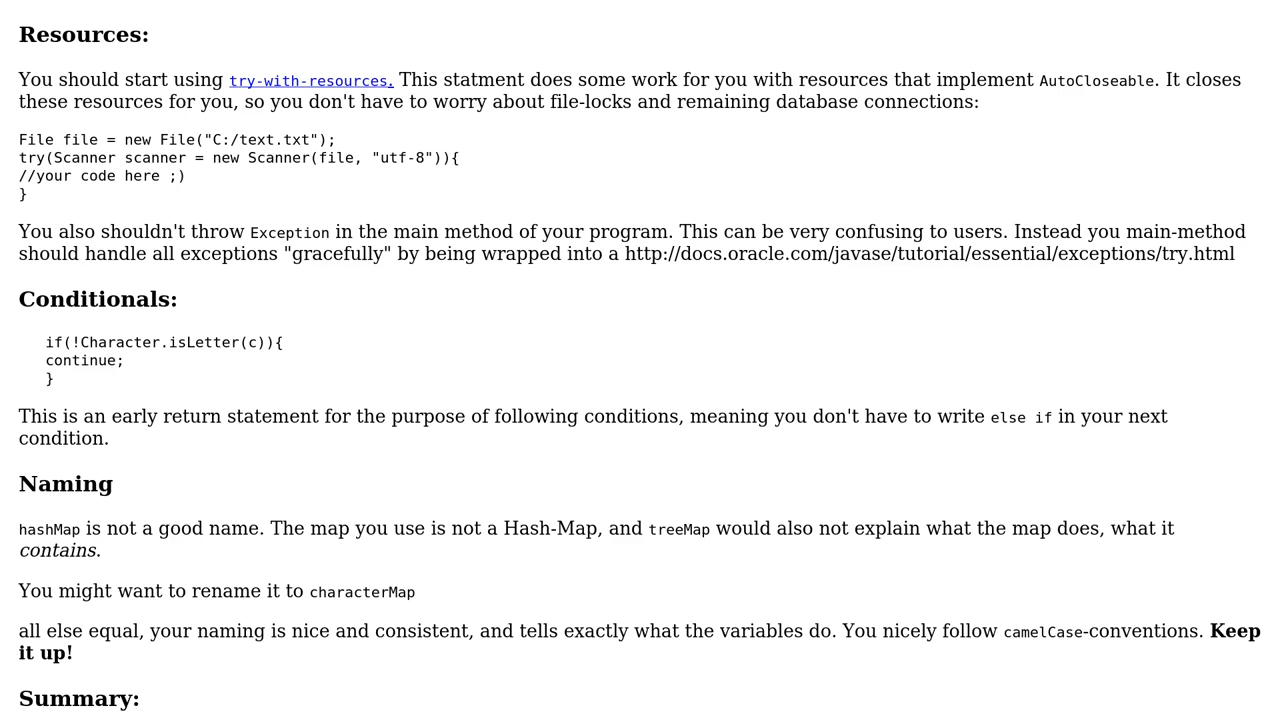 Resources:
You should start using try-with-resources. This statment does some work for you with resources that implement AutoCloseable. It closes
these resources for you, so you don't have to worry about file-locks and remaining database connections:
File file = new File("C:/text.txt");
try(Scanner scanner = new Scanner(file, "utf-8")){
//your code here ;)
}
You also shouldn't throw Exception in the main method of your program. This can be very confusing to users. Instead you main-method
should handle all exceptions "gracefully" by being wrapped into a http://docs.oracle.com/javase/tutorial/essential/exceptions/try.html
Conditionals:
if(!Character.isLetter(c)){
continue;
}
This is an early return statement for the purpose of following conditions, meaning you don't have to write else if in your next
condition.
Naming
hashMap is not a good name. The map you use is not a Hash-Map, and treeMap would also not explain what the map does, what it
contains.
You might want to rename it to characterMap
all else equal, your naming is nice and consistent, and tells exactly what the variables do. You nicely follow camelCase-conventions. Keep
it up!
Summary: